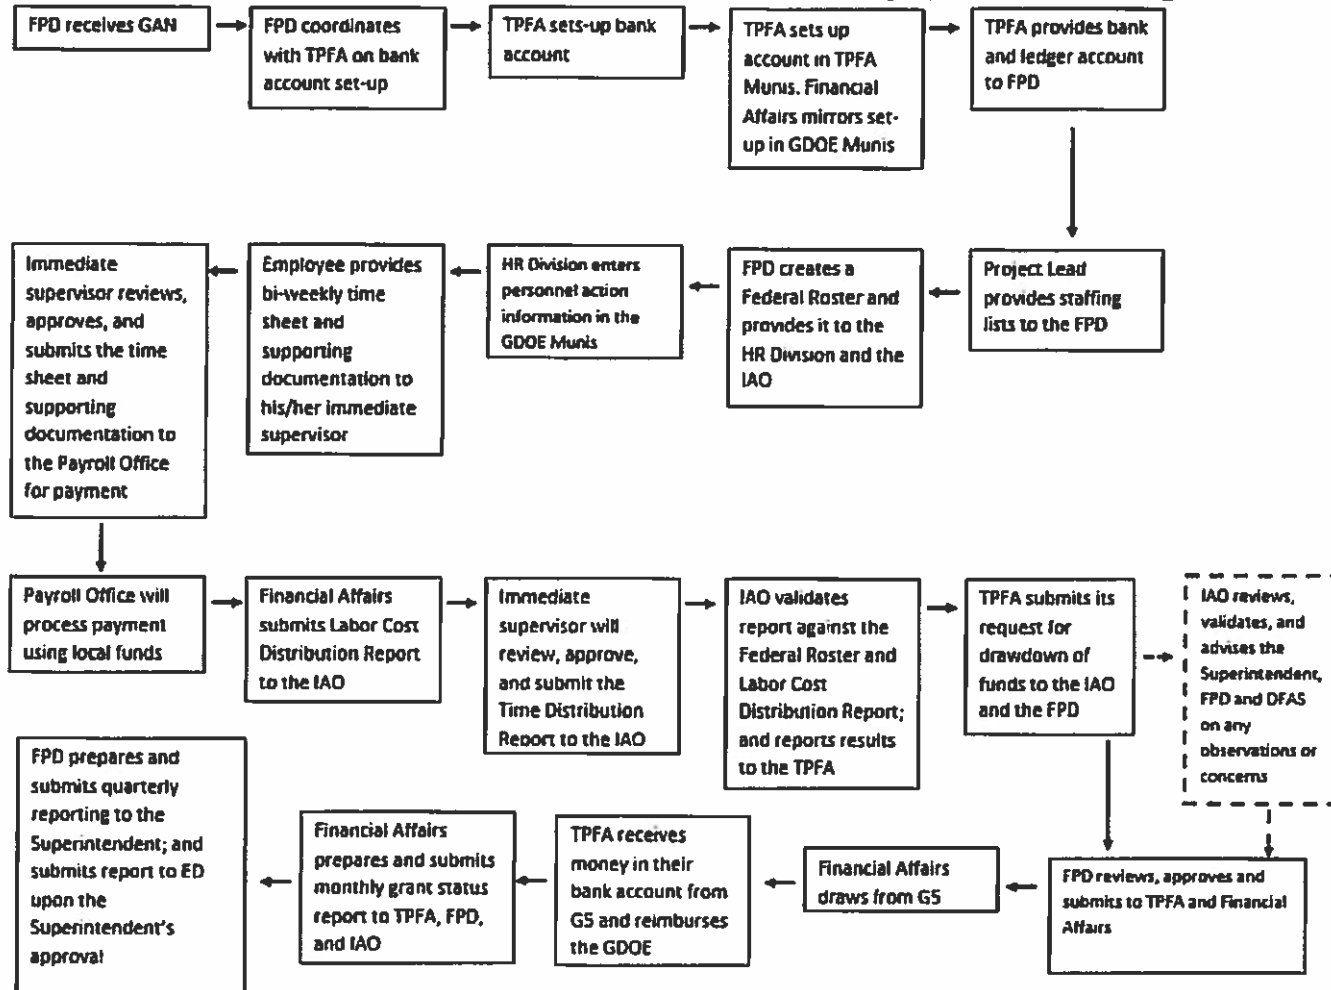 FPD receives GAN
FPD coordinates
with TPFA on bank
account set-up
TPFA sets-up bank
account
TPFA sets up
account in TPFA
Munis. Financial
Affairs mirrors set-
up in GDOE Munis
TPFA provides bank
and ledger account
to FPD
Project Lead
provides staffing
lists to the FPD
FPD creates a
Federal Roster and
provides it to the
HR Division and the
IAO
HR Division enters
personnel action
information in the
GDOE Munis
Employee provides
bi-weekly time
sheet and
supporting
documentation to
his/her immediate
supervisor
Immediate
supervisor reviews,
approves, and
submits the time
sheet and
supporting
documentation to
the Payroll Office
for payment
Payroll Office will
process payment
using local funds
Financial Affairs
submits Labor Cost
Distribution Report
to the IAO
Immediate
supervisor will
review, approve,
and submit the
Time Distribution
Report to the IAO
IAO validates
report against the
Federal Roster and
Labor Cost
Distribution Report;
and reports results
to the TPFA
TPFA submits its
request for
drawdown of
funds to the IAO
and the FPD
IAO reviews,
validates, and
advises the
Superintendent,
FPD and DFAS
on any
observations or
concerns
FPD reviews, approves and
submits to TPFA and Financial
Affairs
Financial Affairs
draws from G5
TPFA receives
money in their
bank account from
G5 and reimburses
the GDOE
Financial Affairs
prepares and submits
monthly grant status
report to TPFA, FPD,
and IAO
FPD prepares and
submits quarterly
reporting to the
Superintendent; and
submits report to ED
upon the
Superintendent's
approval